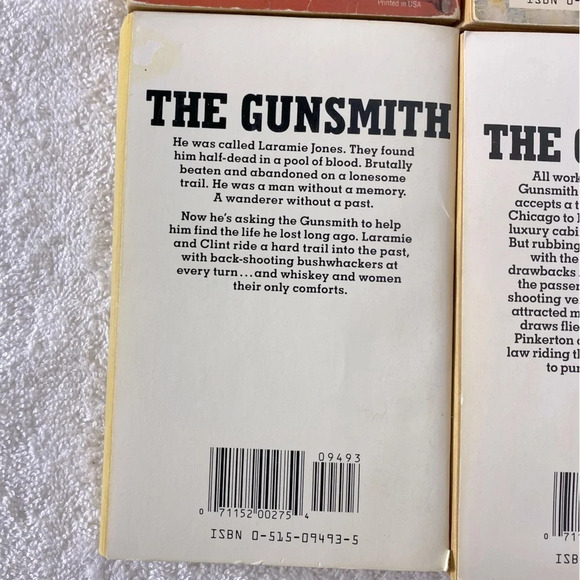 Printed in USA
ISBN 0-
THE GUNSMITH
He was called Laramie Jones. They found
him half-dead in a pool of blood. Brutally
beaten and abandoned on a lonesome
trail. He was a man without a memory.
A wanderer without a past.
Now he's asking the Gunsmith to help
him find the life he lost long ago. Laramie
and Clint ride a hard trail into the past,
with back-shooting bushwhackers at
every turn...and whiskey and women
their only comforts.
09493
0 71152 00275 4
ISBN 0-515-09493-5
THE
All work
Gunsmith
accepts a t
Chicago to
luxury cabi
But rubbing
with the
drawbacks
the passen
shooting ve
attracted m
draws flie
Pinkerton
law riding th
to pur
0 71
ISB